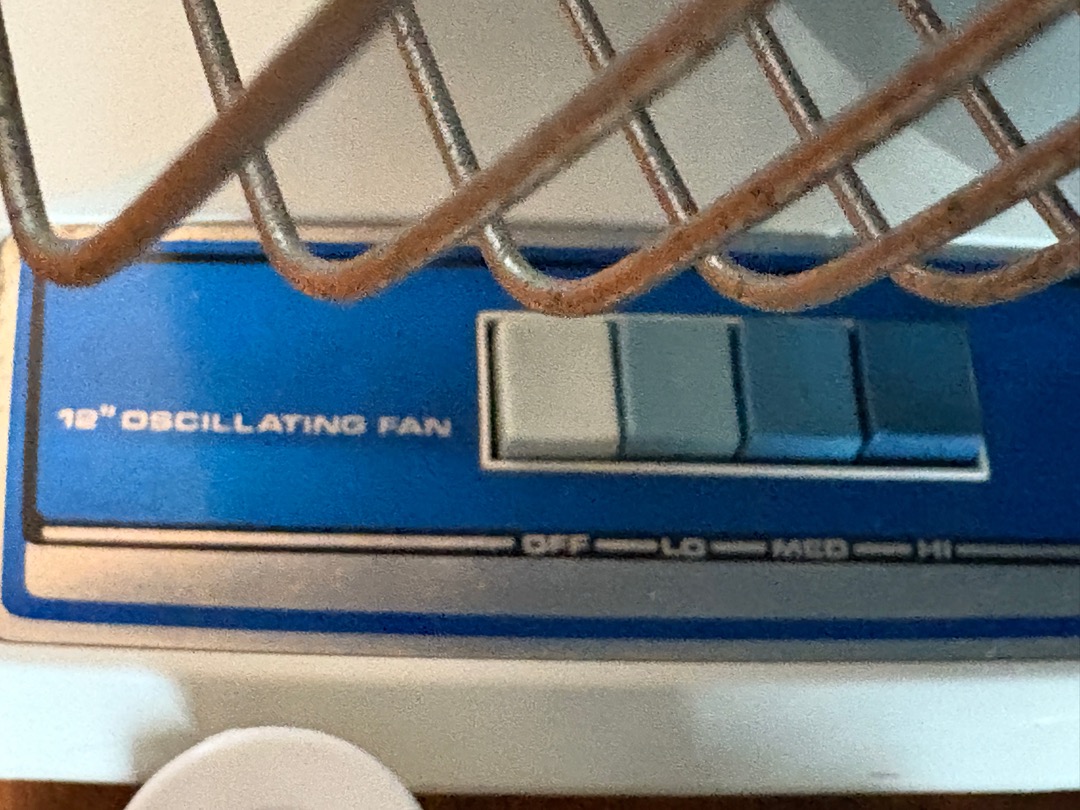 12" OSCILLATING FAN
OFF LO MED HI